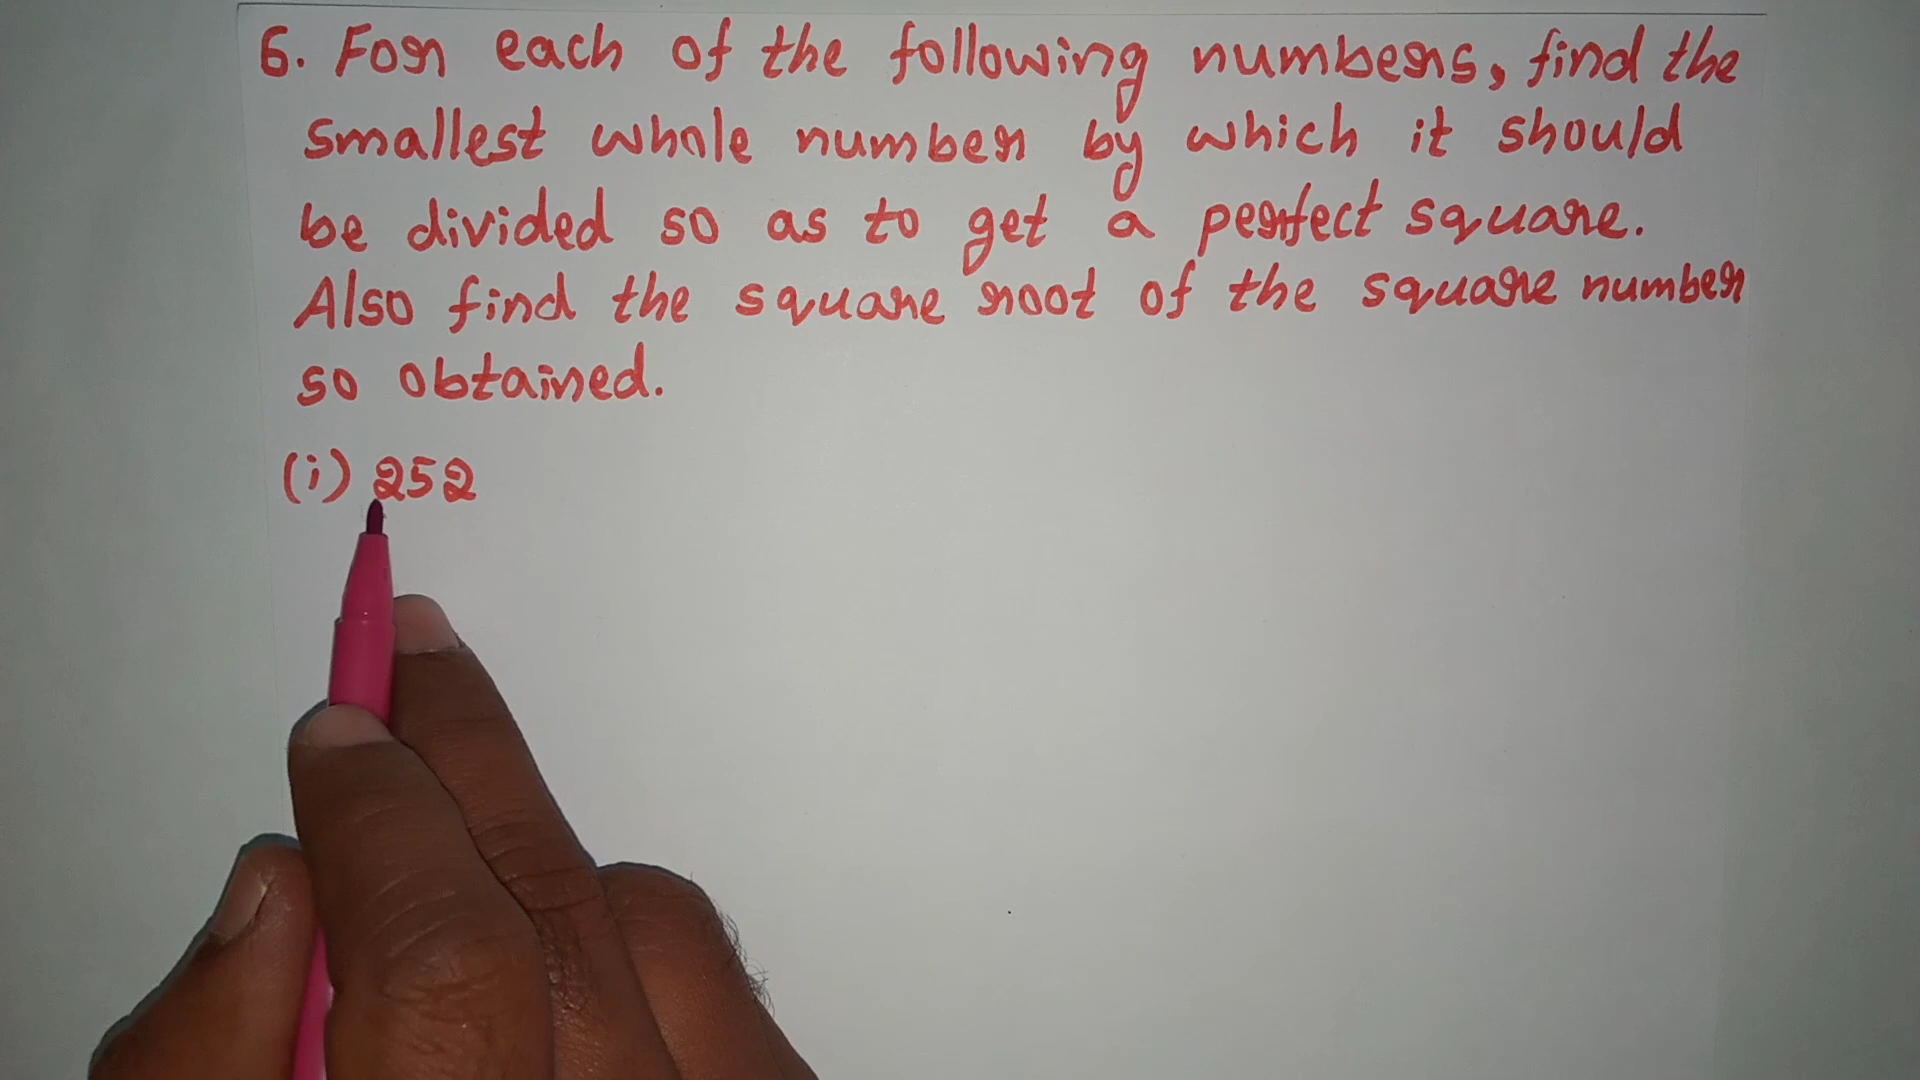 6. For each of the following numbers, find the
smallest whole number by which it should
be divided so as to get a perfect square.
Also find the square root of the square number
so obtained.
(i) 252